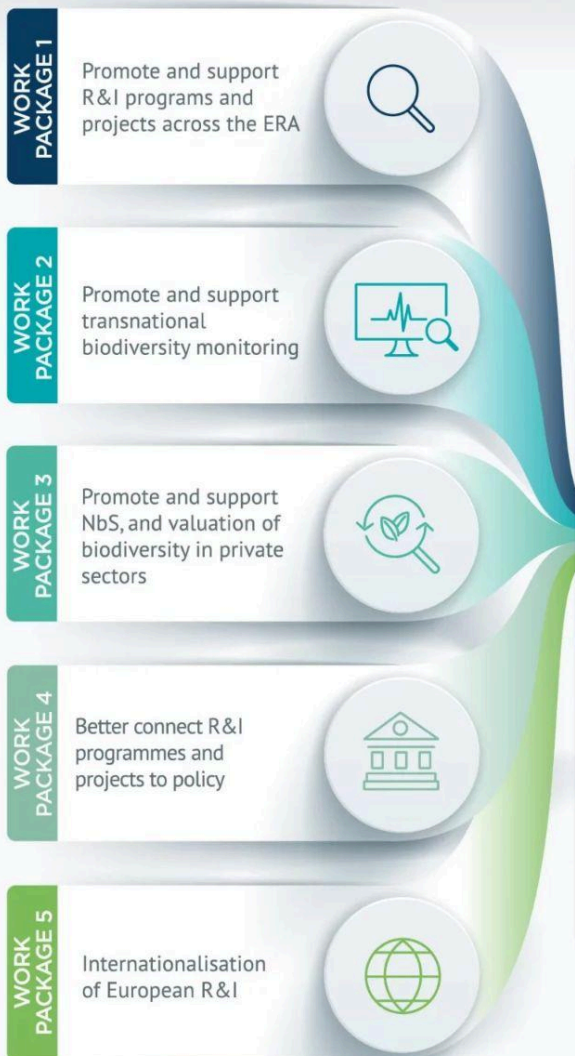 WORK
PACKAGE 1
Promote and support
R&I programs and
projects across the ERA
WORK
PACKAGE 2
Promote and support
transnational
biodiversity monitoring
WORK
PACKAGE 3
Promote and support
NbS, and valuation of
biodiversity in private
sectors
WORK
PACKAGE 4
Better connect R&I
programmes and
projects to policy
WORK
PACKAGE 5
Internationalisation
of European R&I